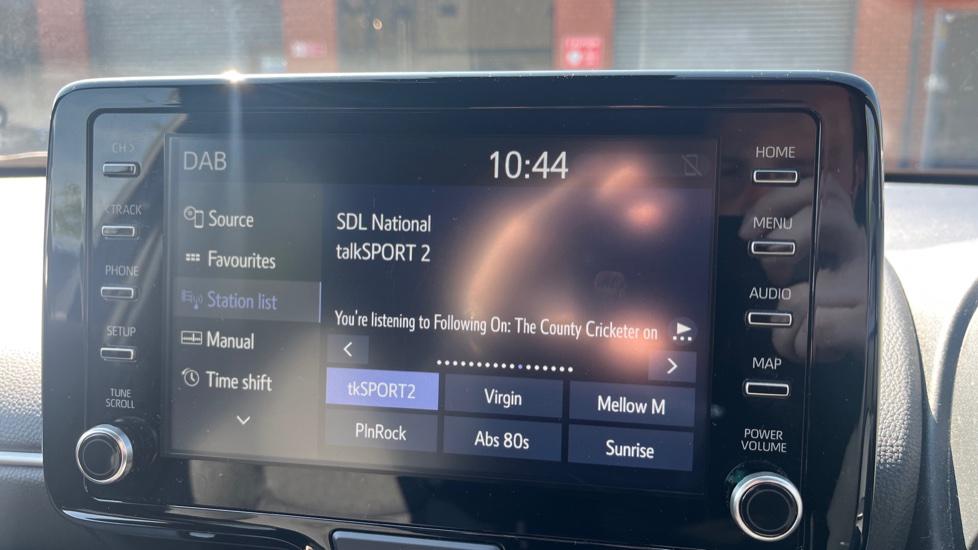 CH >
DAB
10:44
HOME
< TRACK
Source
SDL National
MENU
Favourites
talkSPORT 2
PHONE
Station list
AUDIO
SETUP
Manual
You're listening to Following On: The County Cricketer on
MAP
TUNE
SCROLL
Time shift
tkSPORT2
Virgin
Mellow M
PlnRock
Abs 80s
Sunrise
POWER
VOLUME